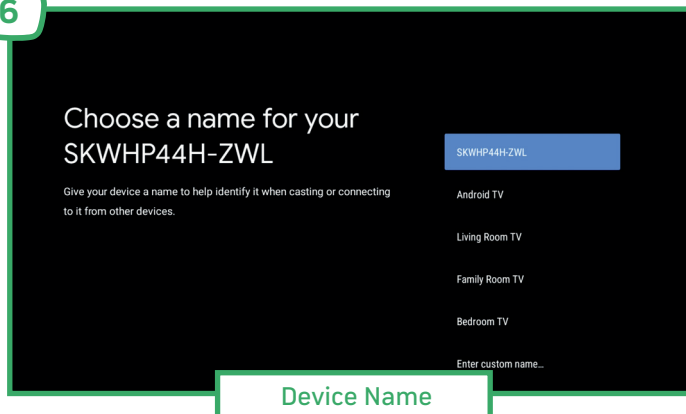 6
Choose a name for your
SKWHP44H-ZWL
Give your device a name to help identify it when casting or connecting
to it from other devices.
SKWHP44H-ZWL
Android TV
Living Room TV
Family Room TV
Bedroom TV
Enter custom name…
Device Name